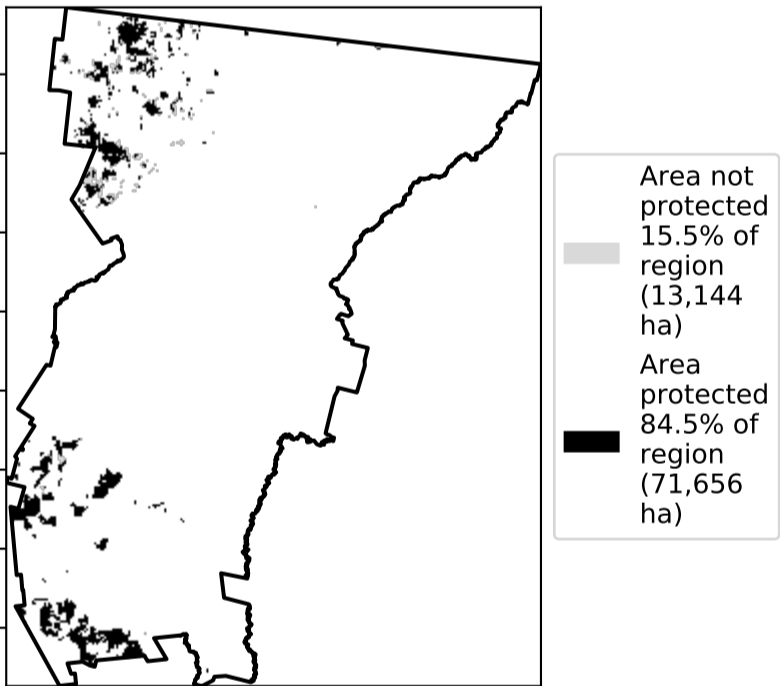 Area not
protected
15.5% of
region
(13,144
ha)
Area
protected
84.5% of
region
(71,656
ha)